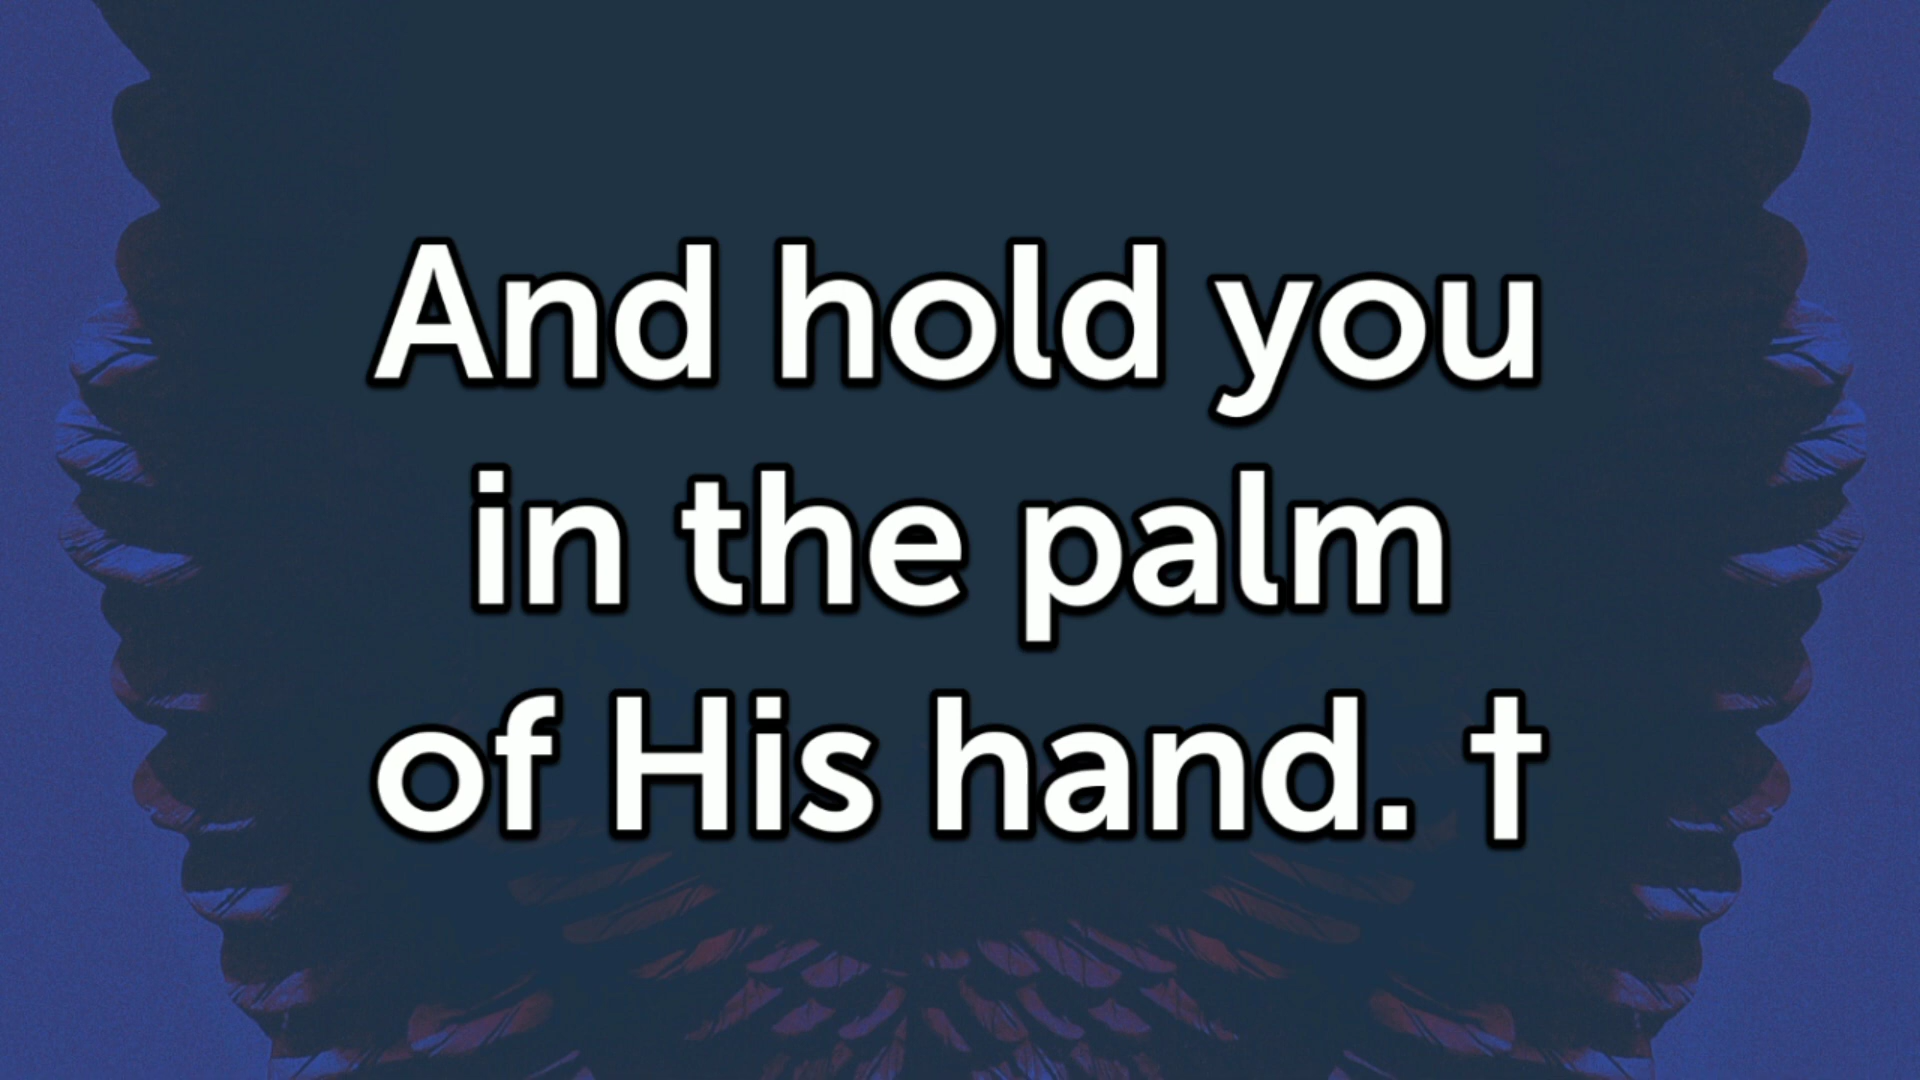 And hold you
in the palm
of His hand. †